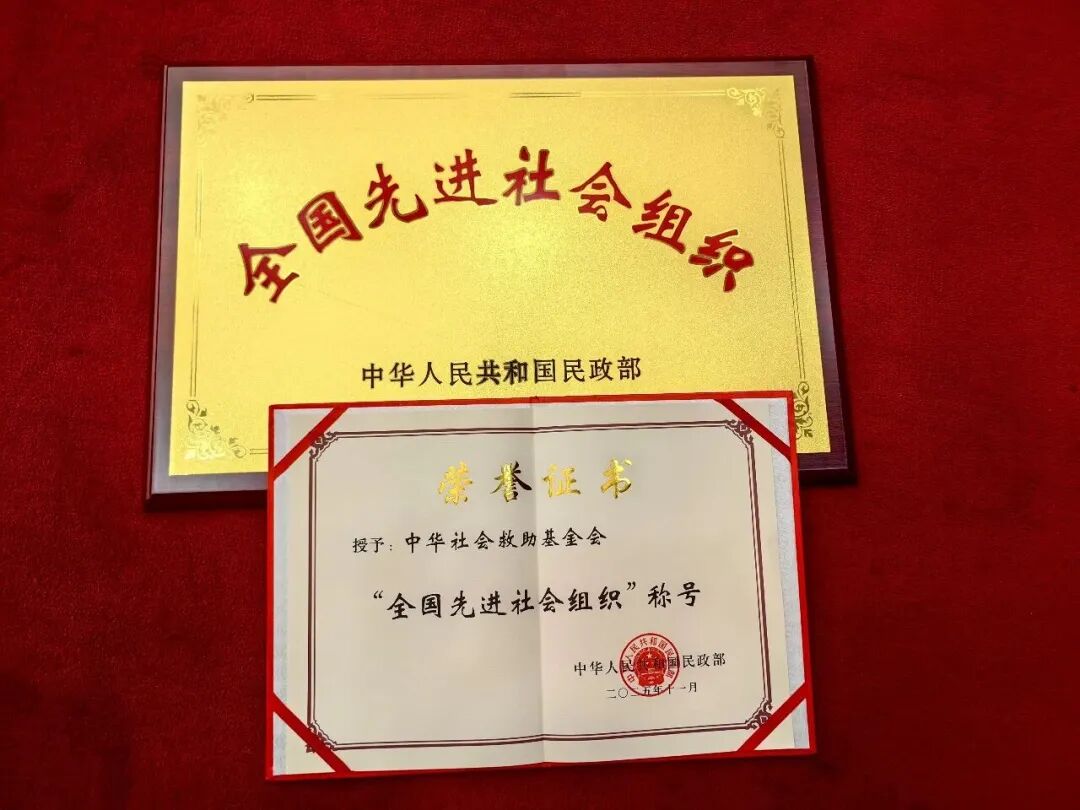 全国先进社会组织
中华人民共和国民政部
荣誉证书
授予：中华社会救助基金会
“全国先进社会组织”称号
中华人民共和国民政部
二〇二五年十一月